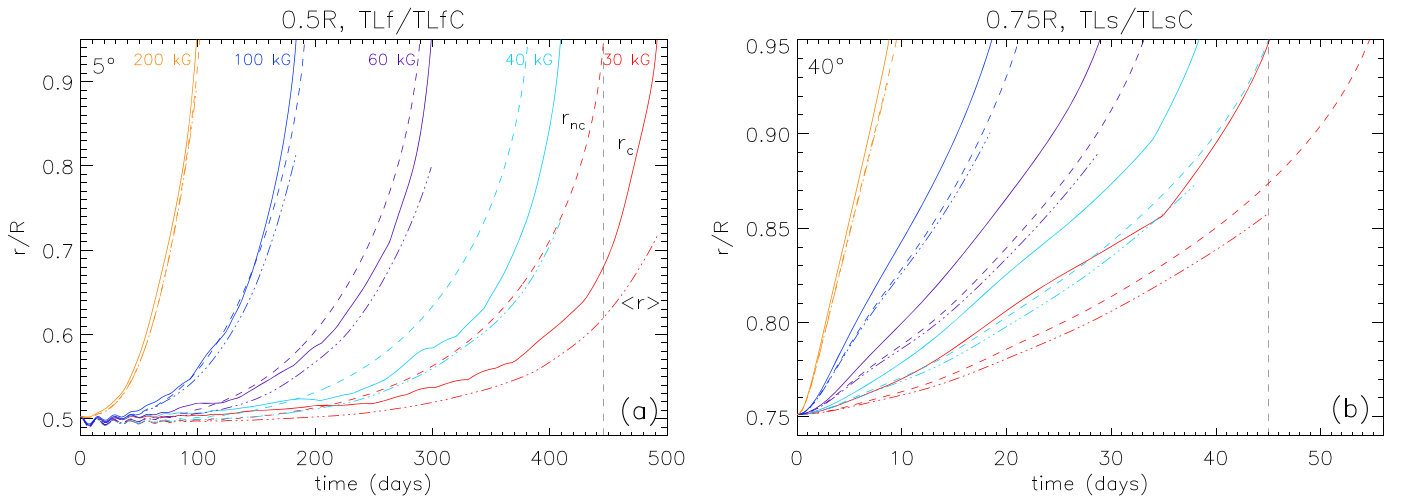 0.5R, TLf/TLfC
5° 200 kG 100 kG 60 kG 40 kG 30 kG
r_nc
r_c
<r>
(a)
0.9
0.8
0.7
0.6
0.5
r/R
0 100 200 300 400 500
time (days)
0.75R, TLs/TLsC
40°
(b)
0.95
0.90
0.85
0.80
0.75
r/R
0 10 20 30 40 50
time (days)